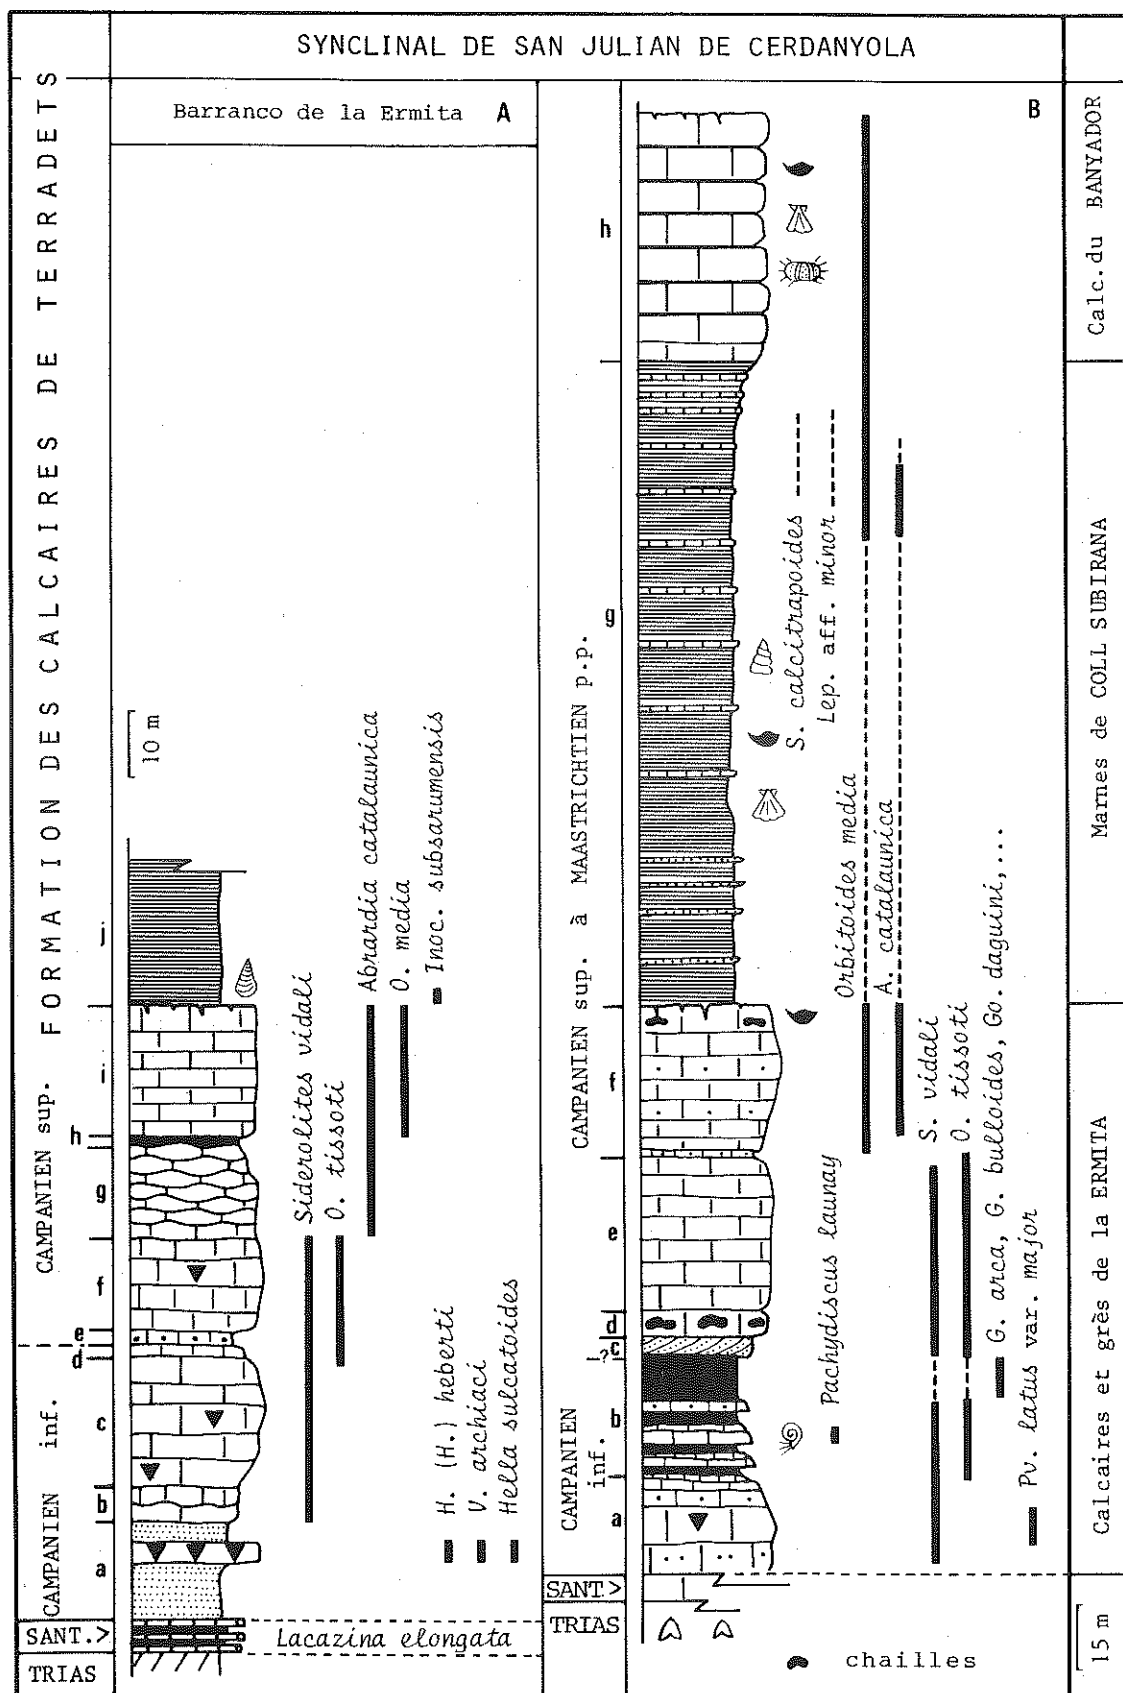 SYNCLINAL DE SAN JULIAN DE CERDANYOLA
FORMATION DES CALCAIRES DE TERRADETS
Barranco de la Ermita A
10 m
CAMPANIEN sup.
CAMPANIEN inf.
SANT.>
TRIAS
j
i
h
g
f
e
d
c
b
a
Siderolites vidali
O. tissoti
Abrardia catalaunica
O. media
Inoc. subsarumensis
H. (H.) heberti
V. archiaci
Hella sulcatoides
Lacazina elongata
B
CAMPANIEN sup. à MAASTRICHTIEN p.p.
?
CAMPANIEN inf.
SANT.>
TRIAS
h
g
f
e
d
c
b
a
S. calcitrapoides
Lep. aff. minor
Orbitoides media
A. catalaunica
S. vidali
O. tissoti
G. arca, G. bulloides, Go. daguini,...
Pv. latus var. major
Pachydiscus launay
chailles
Calc. du BANYADOR
Marnes de COLL SUBIRANA
Calcaires et grès de la ERMITA
15 m